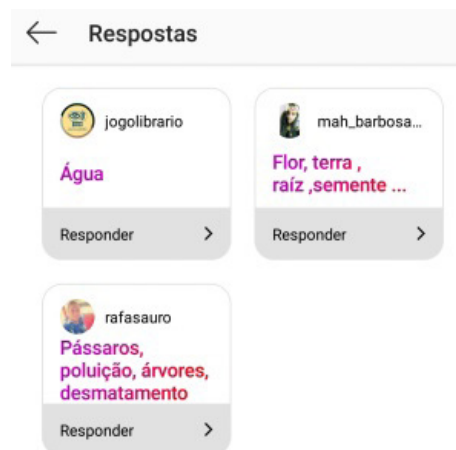 Respostas
jogolibrario
Água
Responder
mah_barbosa...
Flor, terra ,
raíz ,semente ...
Responder
rafasauro
Pássaros,
poluição, árvores,
desmatamento
Responder